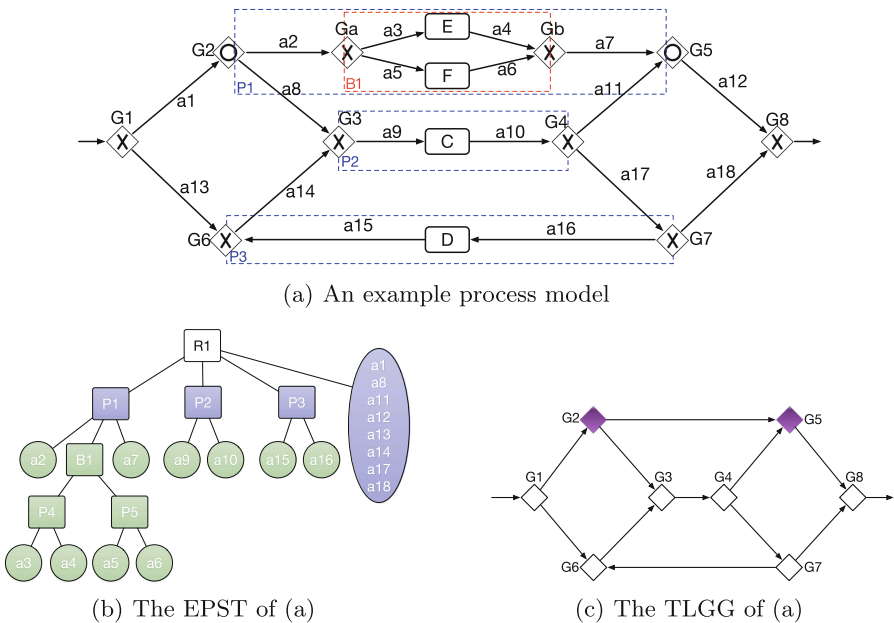 Ga E Gb
a3 a4
G2 a2 a7 G5
a5 F a6
P1 B1
a1 a8 a11 a12
G1 G3 G4 G8
X a9 C a10 X
P2
a13 a14 a17 a18
a15 a16
G6 X D X G7
P3
(a) An example process model
R1
a1
a8
P1 P2 P3 a11
a12
a13
a2 B1 a7 a9 a10 a15 a16 a14
a17
a18
P4 P5
a3 a4 a5 a6
(b) The EPST of (a)
G2 G5
G1 G3 G4 G8
G6 G7
(c) The TLGG of (a)